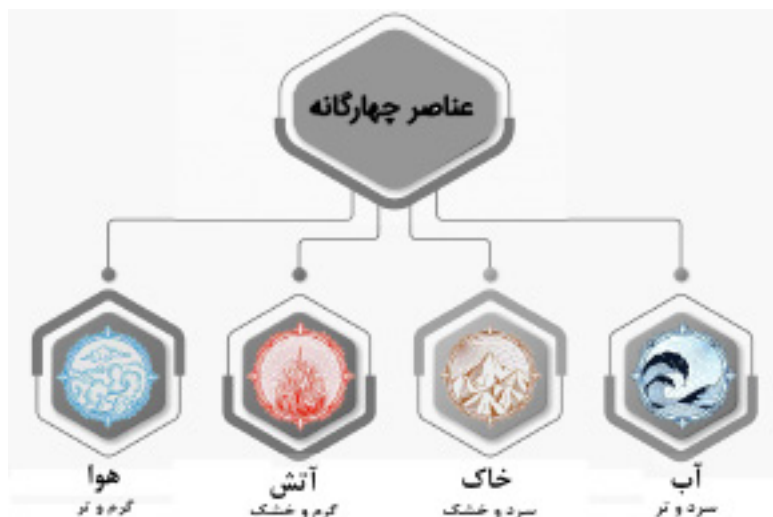 عناصر چهارگانه
آب
سرد و تر
خاک
سرد و خشک
آتش
گرم و خشک
هوا
گرم و تر